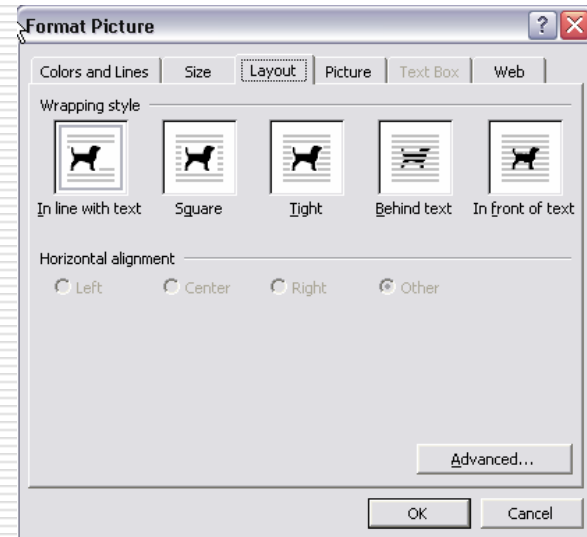 Format Picture
Colors and Lines Size Layout Picture Text Box Web
Wrapping style
In line with text Square Tight Behind text In front of text
Horizontal alignment
Left Center Right Other
Advanced...
OK Cancel